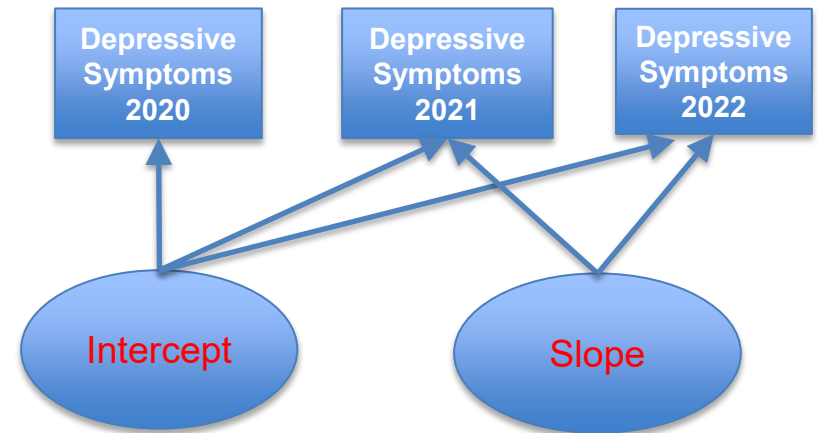 Depressive
Symptoms
2020
Depressive
Symptoms
2021
Depressive
Symptoms
2022
Intercept
Slope